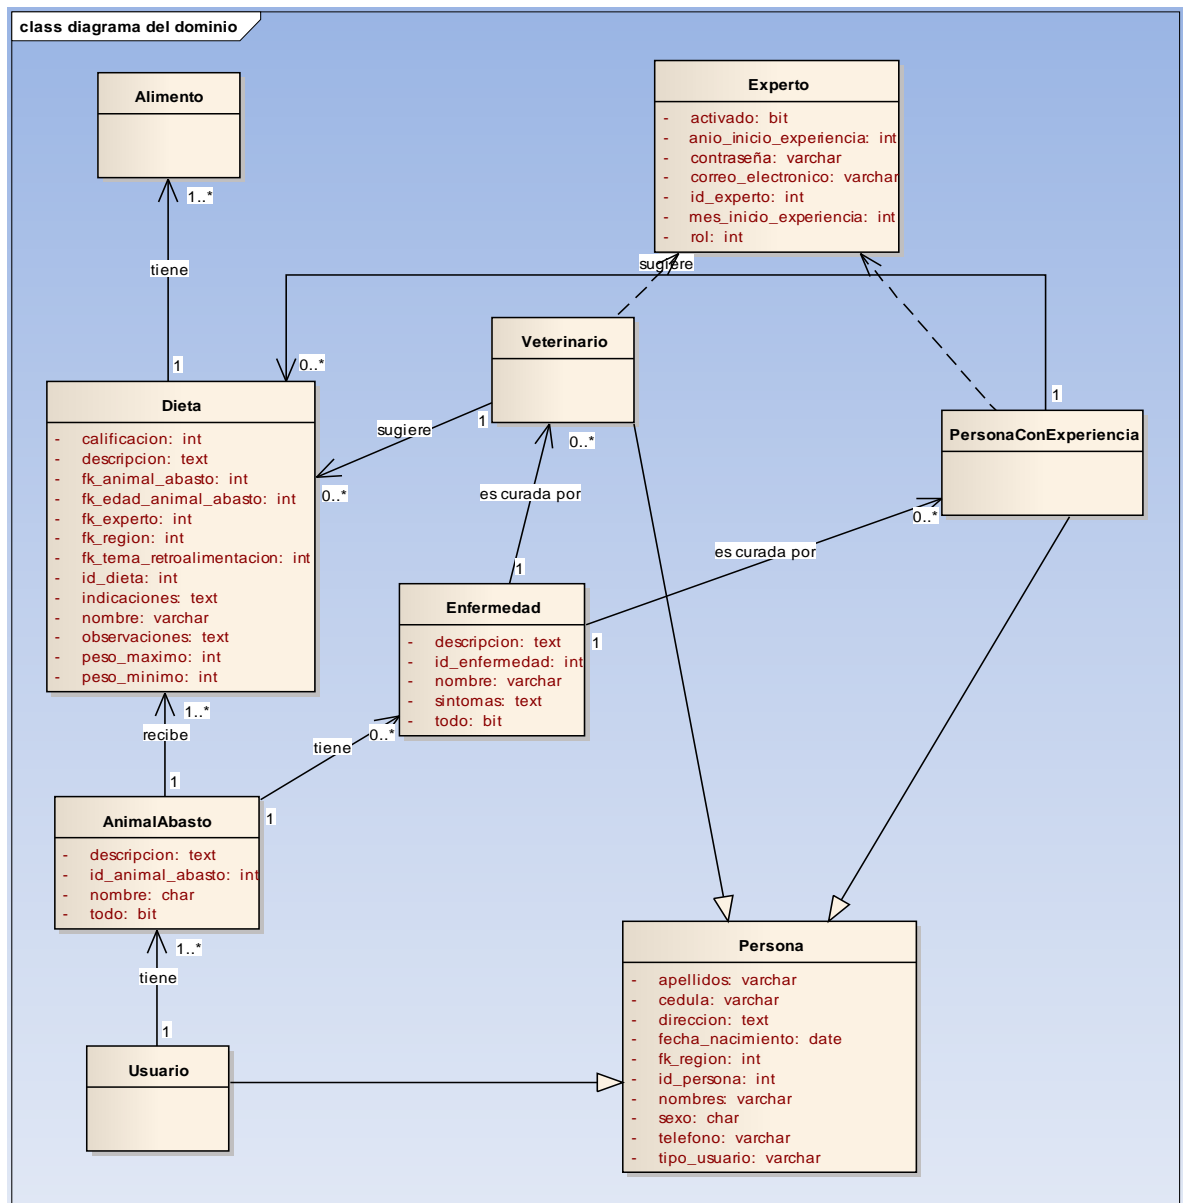 class diagrama del dominio
Alimento
Experto
- activado: bit
- anio_inicio_experiencia: int
- contraseña: varchar
- correo_electronico: varchar
- id_experto: int
- mes_inicio_experiencia: int
- rol: int
1..*
tiene
1
sugiere
0..*
Veterinario
sugiere
1
0..*
0..*
1
PersonaConExperiencia
Dieta
- calificacion: int
- descripcion: text
- fk_animal_abasto: int
- fk_edad_animal_abasto: int
- fk_experto: int
- fk_region: int
- fk_tema_retroalimentacion: int
- id_dieta: int
- indicaciones: text
- nombre: varchar
- observaciones: text
- peso_maximo: int
- peso_minimo: int
es curada por
1
0..*
es curada por
1
Enfermedad
- descripcion: text
- id_enfermedad: int
- nombre: varchar
- sintomas: text
- todo: bit
1..*
recibe
1
0..*
tiene
1
AnimalAbasto
- descripcion: text
- id_animal_abasto: int
- nombre: char
- todo: bit
1..*
tiene
1
Usuario
Persona
- apellidos: varchar
- cedula: varchar
- direccion: text
- fecha_nacimiento: date
- fk_region: int
- id_persona: int
- nombres: varchar
- sexo: char
- telefono: varchar
- tipo_usuario: varchar